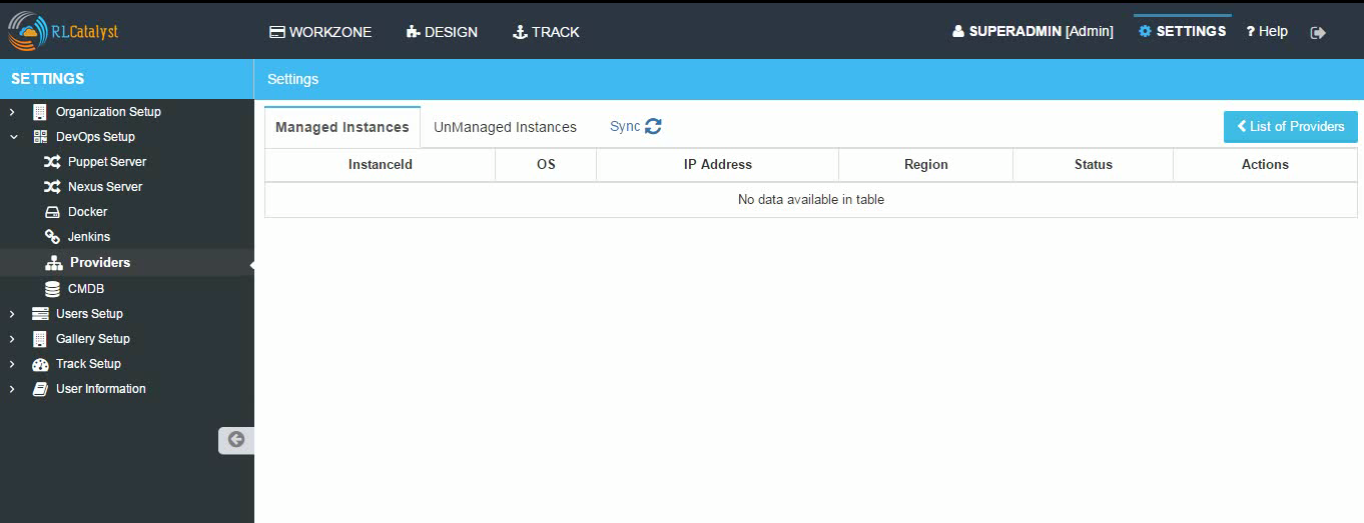 RLCatalyst WORKZONE DESIGN TRACK SUPERADMIN [Admin] SETTINGS ? Help
SETTINGS
Settings
Organization Setup
DevOps Setup
Puppet Server
Nexus Server
Docker
Jenkins
Providers
CMDB
Users Setup
Gallery Setup
Track Setup
User Information
Managed Instances UnManaged Instances Sync List of Providers
InstanceId OS IP Address Region Status Actions
No data available in table